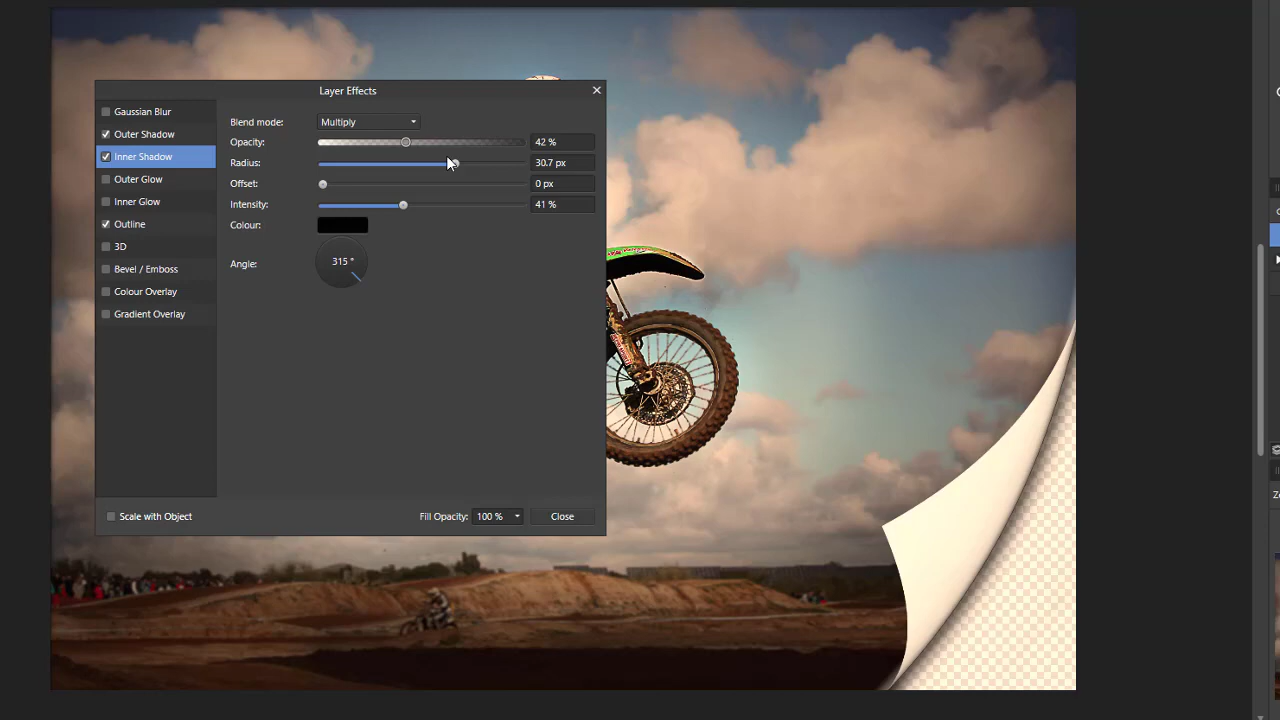 Layer Effects
Gaussian Blur
Outer Shadow
Inner Shadow
Outer Glow
Inner Glow
Outline
3D
Bevel / Emboss
Colour Overlay
Gradient Overlay
Blend mode: Multiply
Opacity: 42 %
Radius: 30.7 px
Offset: 0 px
Intensity: 41 %
Colour:
Angle: 315 °
Scale with Object
Fill Opacity: 100 %
Close